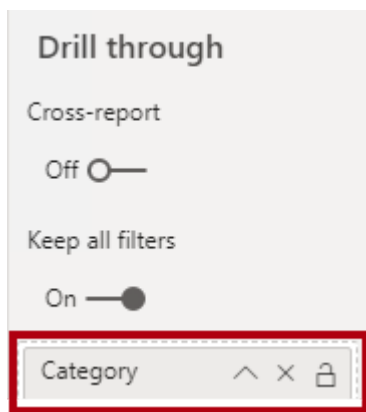 Drill through
Cross-report
Off
Keep all filters
On
Category